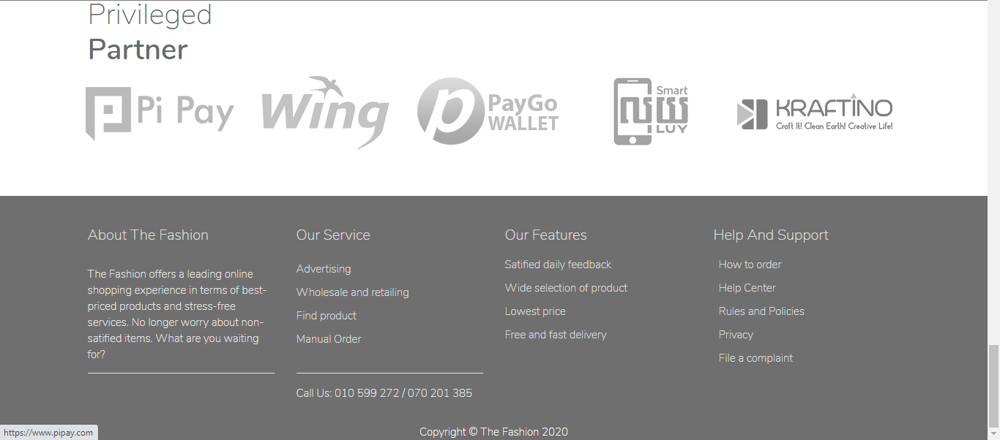 Privileged
Partner
Pi Pay
Wing
PayGo
WALLET
Smart
លុយ
LUY
KRAFTINO
Craft It! Clean Earth! Creative Life!
About The Fashion
The Fashion offers a leading online
shopping experience in terms of best-
priced products and stress-free
services. No longer worry about non-
satified items. What are you waiting
for?
Our Service
Advertising
Wholesale and retailing
Find product
Manual Order
Call Us: 010 599 272 / 070 201 385
Our Features
Satified daily feedback
Wide selection of product
Lowest price
Free and fast delivery
Help And Support
How to order
Help Center
Rules and Policies
Privacy
File a complaint
https://www.pipay.com
Copyright © The Fashion 2020